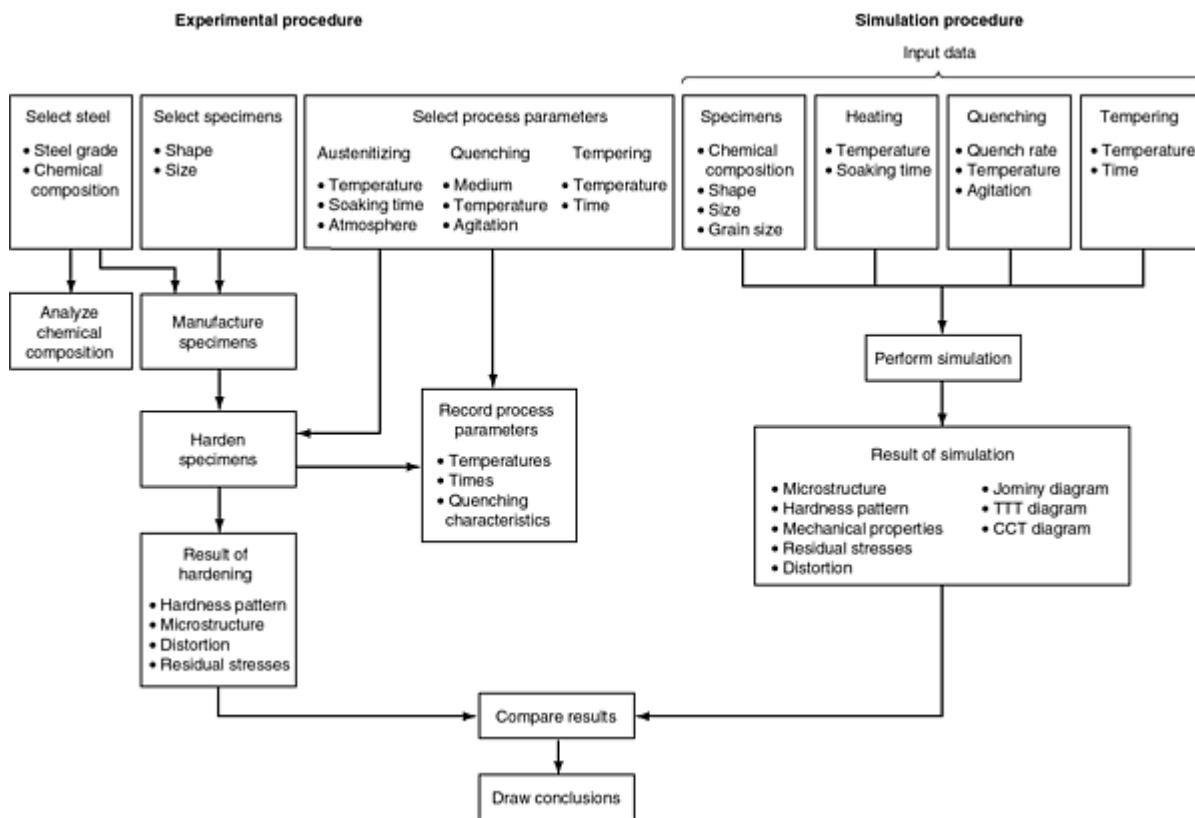 Experimental procedure
Simulation procedure
Input data
Select steel
• Steel grade
• Chemical
composition
Select specimens
• Shape
• Size
Select process parameters
Austenitizing
• Temperature
• Soaking time
• Atmosphere
Quenching
• Medium
• Temperature
• Agitation
Tempering
• Temperature
• Time
Specimens
• Chemical
composition
• Shape
• Size
• Grain size
Heating
• Temperature
• Soaking time
Quenching
• Quench rate
• Temperature
• Agitation
Tempering
• Temperature
• Time
Analyze
chemical
composition
Manufacture
specimens
Perform simulation
Harden
specimens
Record process
parameters
• Temperatures
• Times
• Quenching
characteristics
Result of simulation
• Microstructure
• Hardness pattern
• Mechanical properties
• Residual stresses
• Distortion
• Jominy diagram
• TTT diagram
• CCT diagram
Result of
hardening
• Hardness pattern
• Microstructure
• Distortion
• Residual stresses
Compare results
Draw conclusions